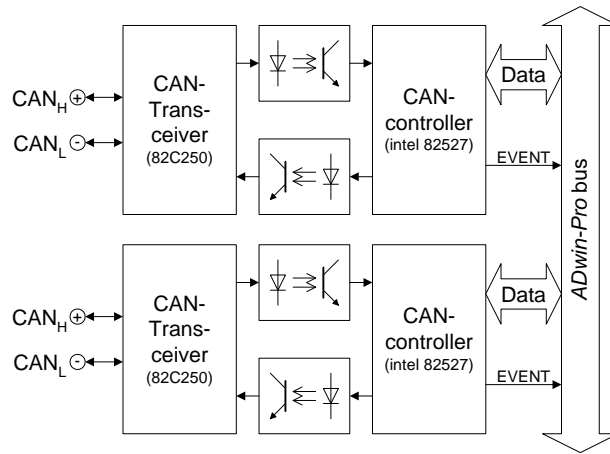 CAN-
Trans-
ceiver
(82C250)
CANH +
CANL -
CAN-
controller
(intel 82527)
Data
EVENT
CAN-
Trans-
ceiver
(82C250)
CANH +
CANL -
CAN-
controller
(intel 82527)
Data
EVENT
ADwin-Pro bus